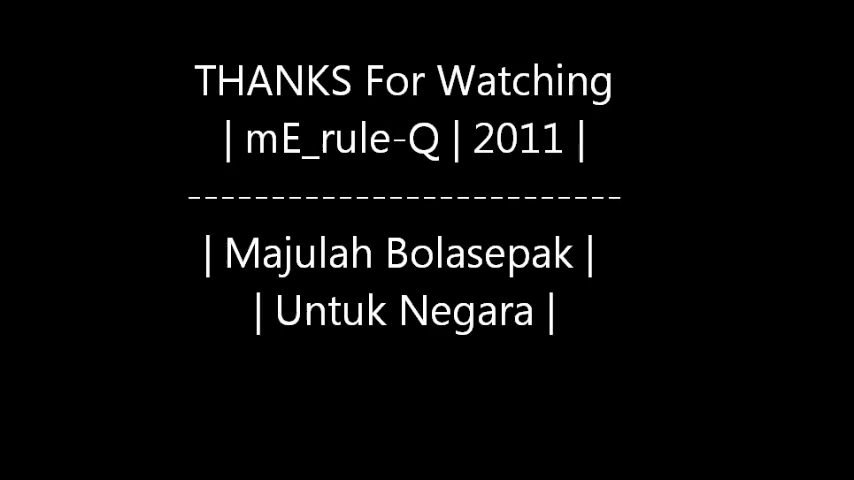 THANKS For Watching
| mE_rule-Q | 2011 |
--------------------------
| Majulah Bolasepak |
| Untuk Negara |